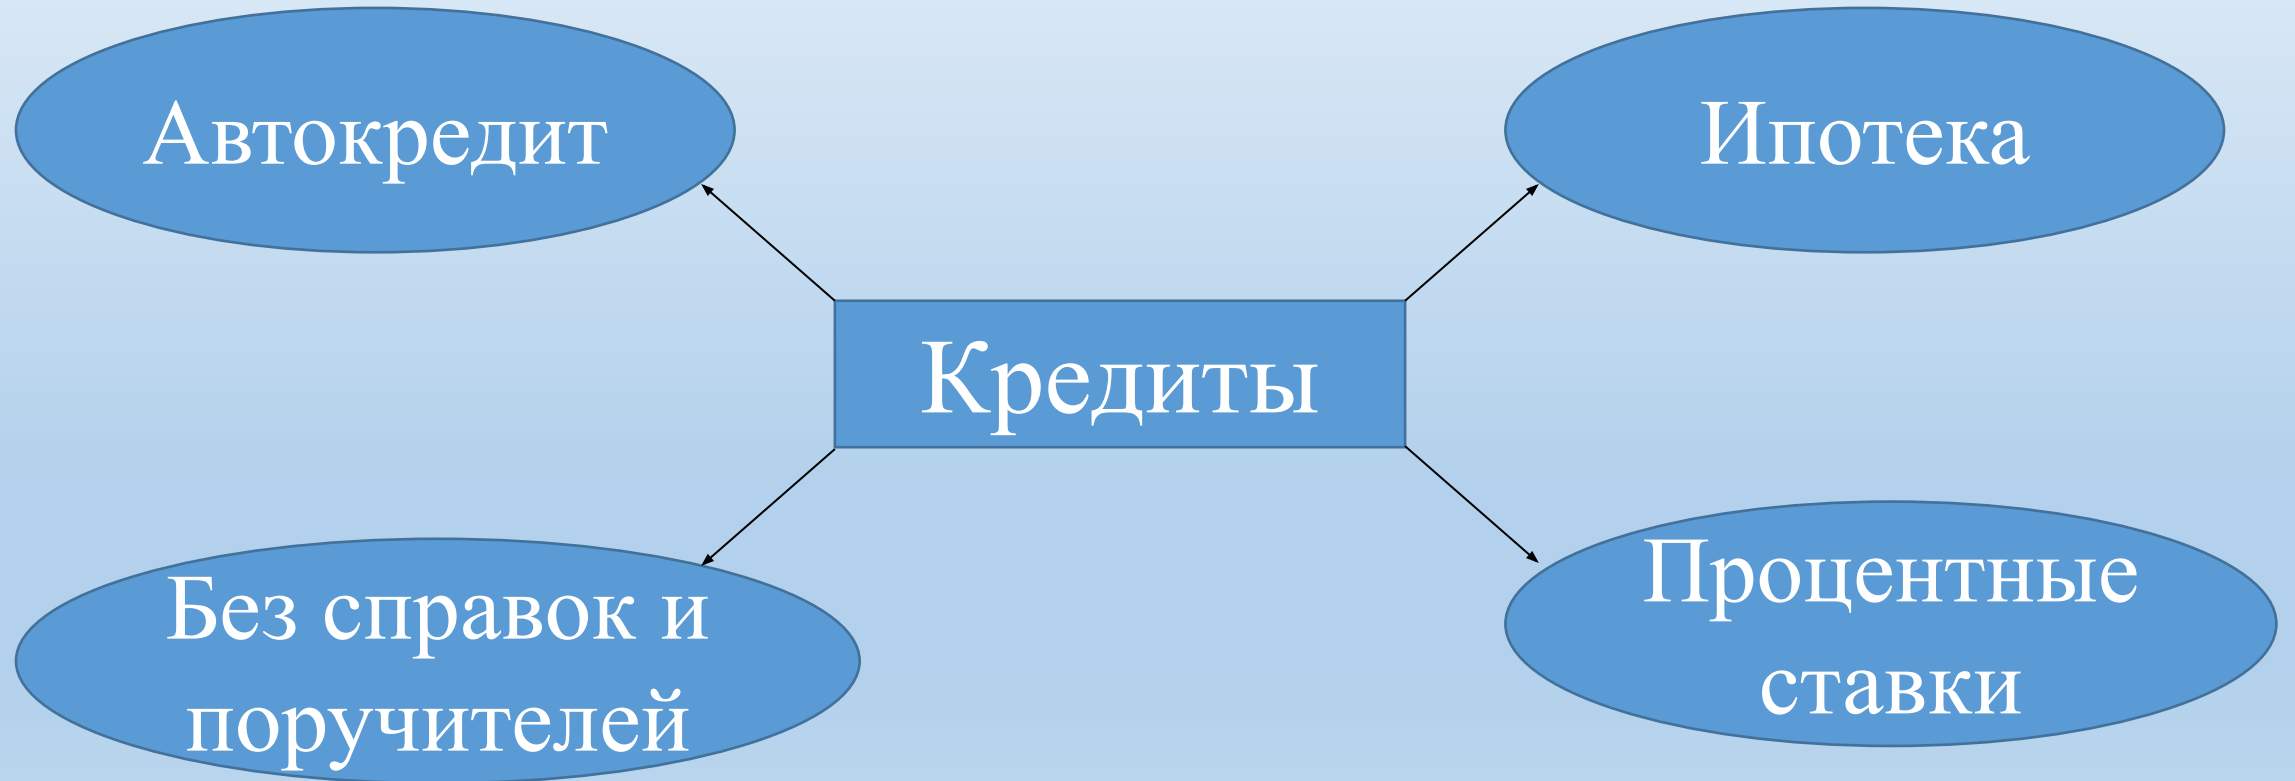 Автокредит
Ипотека
Кредиты
Без справок и
поручителей
Процентные
ставки